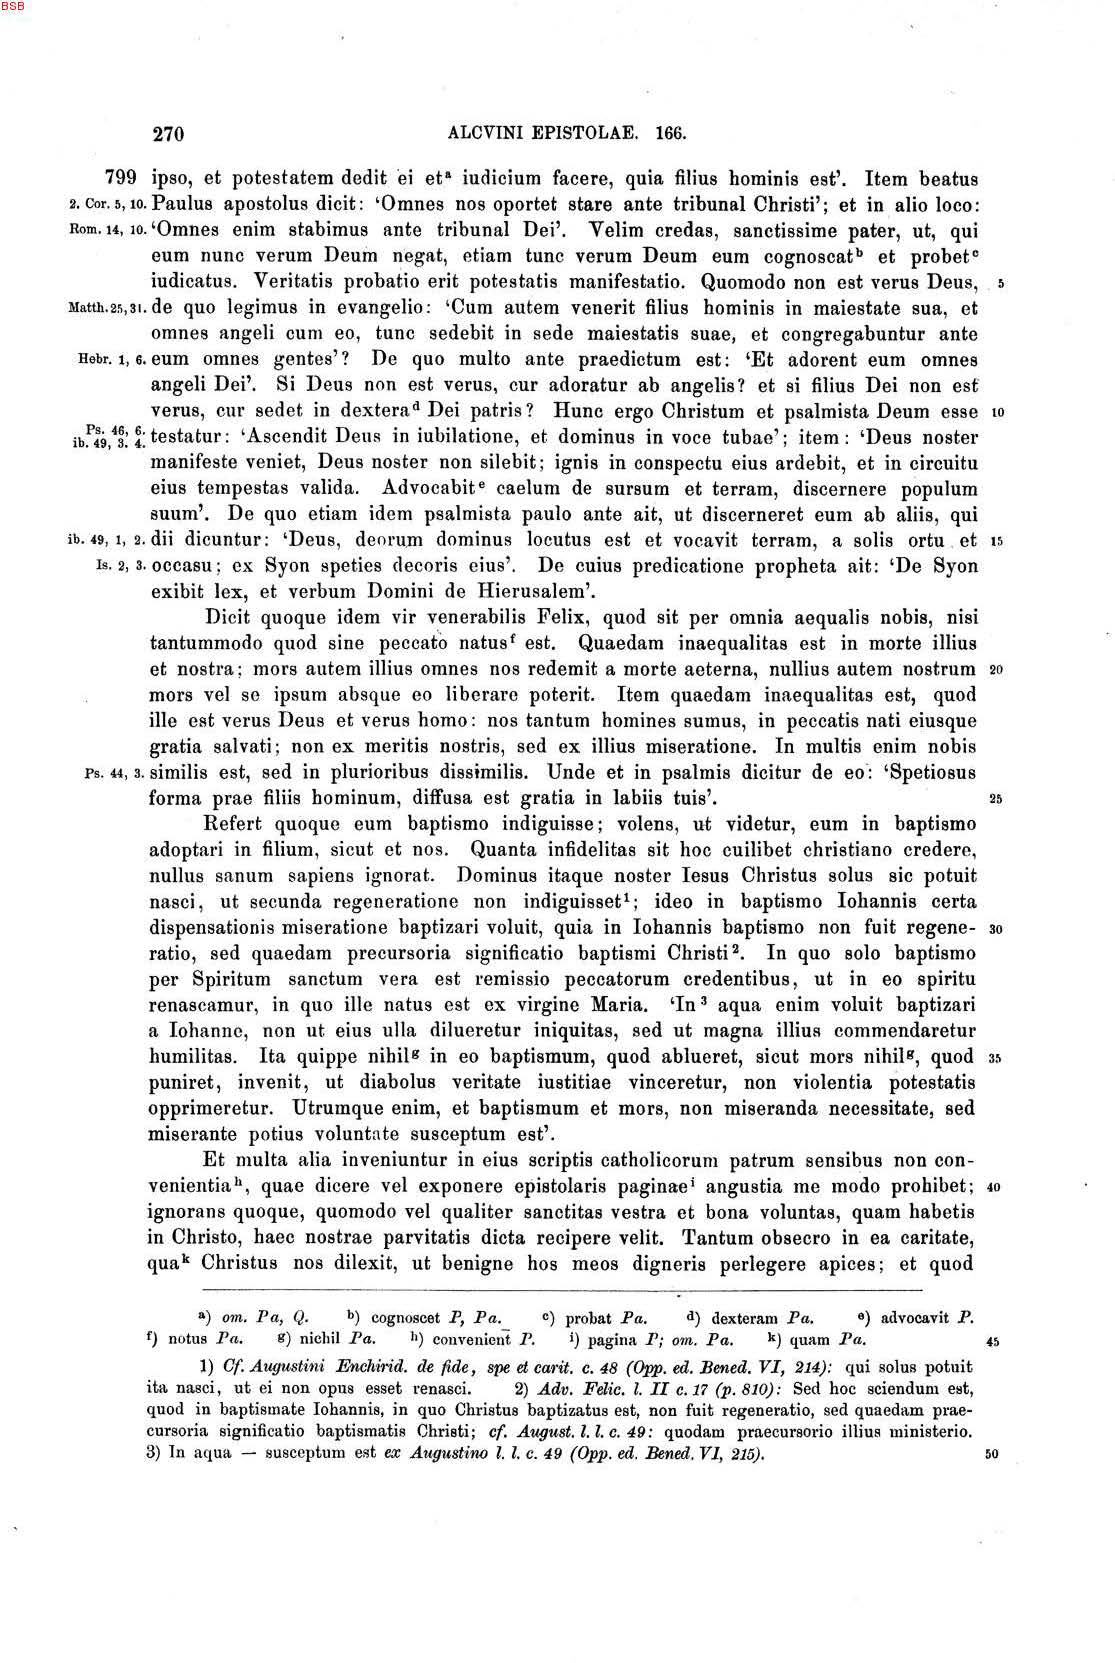 BSB
270 ALCVINI EPISTOLAE. 166.
799 ipso, et potestatem dedit ei etᵃ iudicium facere, quia filius hominis est’. Item beatus
2. Cor. 5, 10. Paulus apostolus dicit: ‘Omnes nos oportet stare ante tribunal Christi’; et in alio loco:
Rom. 14, 10. ‘Omnes enim stabimus ante tribunal Dei’. Velim credas, sanctissime pater, ut, qui
eum nunc verum Deum negat, etiam tunc verum Deum eum cognoscatᵇ et probetᶜ
iudicatus. Veritatis probatio erit potestatis manifestatio. Quomodo non est verus Deus, 5
Matth. 25, 31. de quo legimus in evangelio: ‘Cum autem venerit filius hominis in maiestate sua, et
omnes angeli cum eo, tunc sedebit in sede maiestatis suae, et congregabuntur ante
Hebr. 1, 6. eum omnes gentes’? De quo multo ante praedictum est: ‘Et adorent eum omnes
angeli Dei’. Si Deus non est verus, cur adoratur ab angelis? et si filius Dei non est
verus, cur sedet in dexteraᵈ Dei patris? Hunc ergo Christum et psalmista Deum esse 10
Ps. 46, 6; ib. 49, 3. 4. testatur: ‘Ascendit Deus in iubilatione, et dominus in voce tubae’; item: ‘Deus noster
manifeste veniet, Deus noster non silebit; ignis in conspectu eius ardebit, et in circuitu
eius tempestas valida. Advocabitᵉ caelum de sursum et terram, discernere populum
suum’. De quo etiam idem psalmista paulo ante ait, ut discerneret eum ab aliis, qui
ib. 49, 1, 2. dii dicuntur: ‘Deus, deorum dominus locutus est et vocavit terram, a solis ortu et 15
Is. 2, 3. occasu; ex Syon speties decoris eius’. De cuius predicatione propheta ait: ‘De Syon
exibit lex, et verbum Domini de Hierusalem’.
Dicit quoque idem vir venerabilis Felix, quod sit per omnia aequalis nobis, nisi
tantummodo quod sine peccato natusᶠ est. Quaedam inaequalitas est in morte illius
et nostra; mors autem illius omnes nos redemit a morte aeterna, nullius autem nostrum 20
mors vel se ipsum absque eo liberare poterit. Item quaedam inaequalitas est, quod
ille est verus Deus et verus homo: nos tantum homines sumus, in peccatis nati eiusque
gratia salvati; non ex meritis nostris, sed ex illius miseratione. In multis enim nobis
Ps. 44, 3. similis est, sed in plurioribus dissimilis. Unde et in psalmis dicitur de eo: ‘Spetiosus
forma prae filiis hominum, diffusa est gratia in labiis tuis’. 25
Refert quoque eum baptismo indiguisse; volens, ut videtur, eum in baptismo
adoptari in filium, sicut et nos. Quanta infidelitas sit hoc cuilibet christiano credere,
nullus sanum sapiens ignorat. Dominus itaque noster Iesus Christus solus sic potuit
nasci, ut secunda regeneratione non indiguisset¹; ideo in baptismo Iohannis certa
dispensationis miseratione baptizari voluit, quia in Iohannis baptismo non fuit regene- 30
ratio, sed quaedam precursoria significatio baptismi Christi². In quo solo baptismo
per Spiritum sanctum vera est remissio peccatorum credentibus, ut in eo spiritu
renascamur, in quo ille natus est ex virgine Maria. ‘In³ aqua enim voluit baptizari
a Iohanne, non ut eius ulla dilueretur iniquitas, sed ut magna illius commendaretur
humilitas. Ita quippe nihilᵍ in eo baptismum, quod ablueret, sicut mors nihilᵍ, quod 35
puniret, invenit, ut diabolus veritate iustitiae vinceretur, non violentia potestatis
opprimeretur. Utrumque enim, et baptismum et mors, non miseranda necessitate, sed
miserante potius voluntate susceptum est’.
Et multa alia inveniuntur in eius scriptis catholicorum patrum sensibus non con-
venientiaʰ, quae dicere vel exponere epistolaris paginaeⁱ angustia me modo prohibet; 40
ignorans quoque, quomodo vel qualiter sanctitas vestra et bona voluntas, quam habetis
in Christo, haec nostrae parvitatis dicta recipere velit. Tantum obsecro in ea caritate,
quaᵏ Christus nos dilexit, ut benigne hos meos digneris perlegere apices; et quod
ᵃ) om. Pa, Q. ᵇ) cognoscet P, Pa. ᶜ) probat Pa. ᵈ) dexteram Pa. ᵉ) advocavit P.
ᶠ) notus Pa. ᵍ) nichil Pa. ʰ) convenient P. ⁱ) pagina P; om. Pa. ᵏ) quam Pa. 45
1) Cf. Augustini Enchirid. de fide, spe et carit. c. 48 (Opp. ed. Bened. VI, 214): qui solus potuit
ita nasci, ut ei non opus esset renasci. 2) Adv. Felic. l. II c. 17 (p. 810): Sed hoc sciendum est,
quod in baptismate Iohannis, in quo Christus baptizatus est, non fuit regeneratio, sed quaedam prae-
cursoria significatio baptismatis Christi; cf. August. l. l. c. 49: quodam praecursorio illius ministerio.
3) In aqua — susceptum est ex Augustino l. l. c. 49 (Opp. ed. Bened. VI, 215). 50